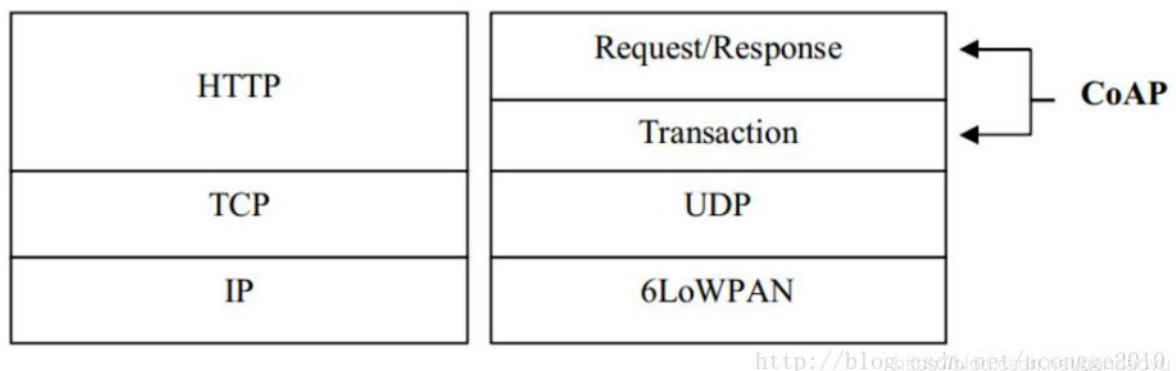 HTTP
TCP
IP
Request/Response
Transaction
UDP
6LoWPAN
CoAP